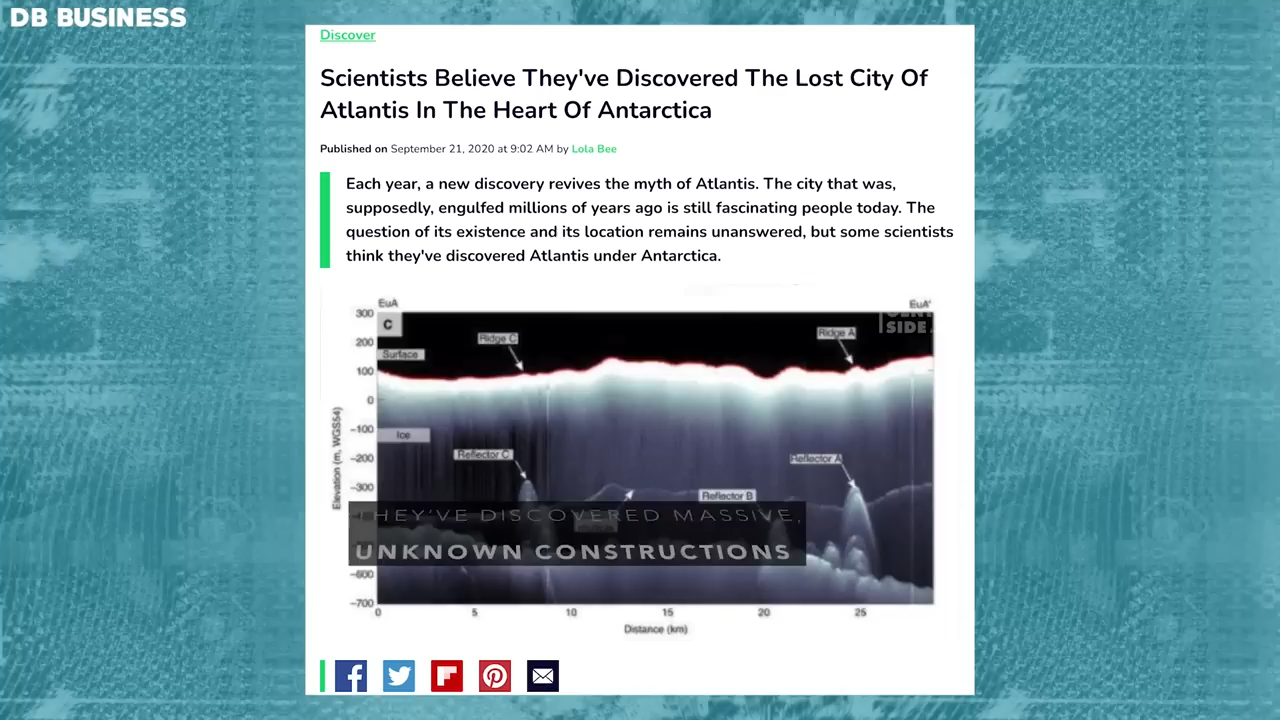 DB BUSINESS
Discover
Scientists Believe They've Discovered The Lost City Of
Atlantis In The Heart Of Antarctica
Published on September 21, 2020 at 9:02 AM by Lola Bee
Each year, a new discovery revives the myth of Atlantis. The city that was,
supposedly, engulfed millions of years ago is still fascinating people today. The
question of its existence and its location remains unanswered, but some scientists
think they've discovered Atlantis under Antarctica.
EuA
EuA'
300
C
SIDE.
200
Ridge C
Ridge A
Surface
100
0
-100
Ice
Elevation (m, WGS84)
-200
Reflector C
Reflector A
-300
Reflector B
THEY'VE DISCOVERED MASSIVE,
UNKNOWN CONSTRUCTIONS
-600
-700
0
5
10
15
20
25
Distance (km)